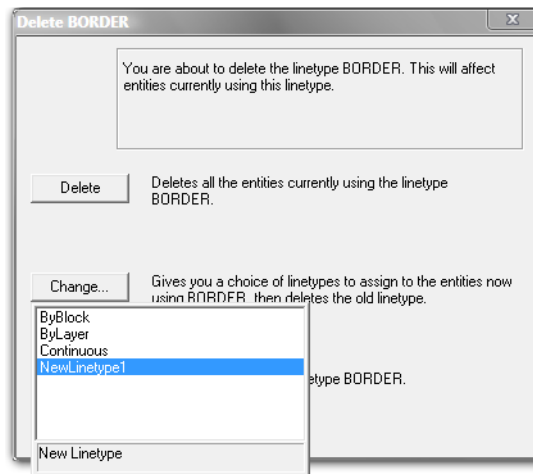 Delete BORDER
You are about to delete the linetype BORDER. This will affect
entities currently using this linetype.
Delete
Deletes all the entities currently using the linetype
BORDER.
Change...
Gives you a choice of linetypes to assign to the entities now
using BORDER, then deletes the old linetype.
ByBlock
ByLayer
Continuous
NewLinetype1
etype BORDER.
New Linetype